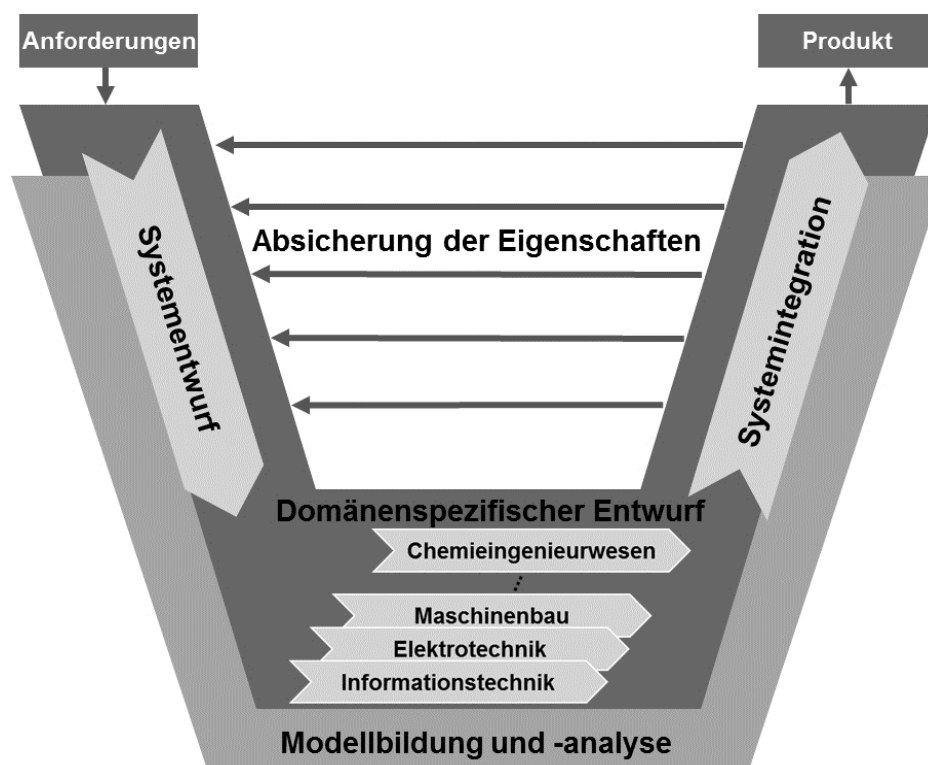 Anforderungen
Produkt
Systementwurf
Absicherung der Eigenschaften
Systemintegration
Domänenspezifischer Entwurf
Chemieingenieurwesen
...
Maschinenbau
Elektrotechnik
Informationstechnik
Modellbildung und -analyse